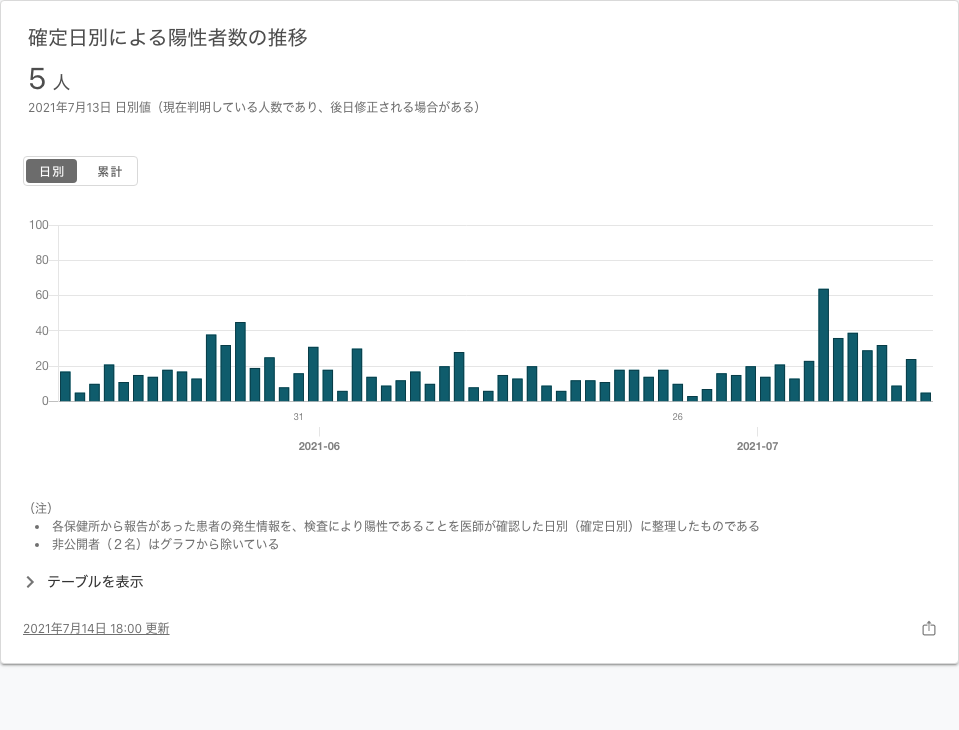 確定日別による陽性者数の推移
5 人
2021年7月13日 日別値（現在判明している人数であり、後日修正される場合がある）
日別 累計
100
80
60
40
20
0
31 26
2021-06 2021-07
（注）
• 各保健所から報告があった患者の発生情報を、検査により陽性であることを医師が確認した日別（確定日別）に整理したものである
• 非公開者（２名）はグラフから除いている
テーブルを表示
2021年7月14日 18:00 更新